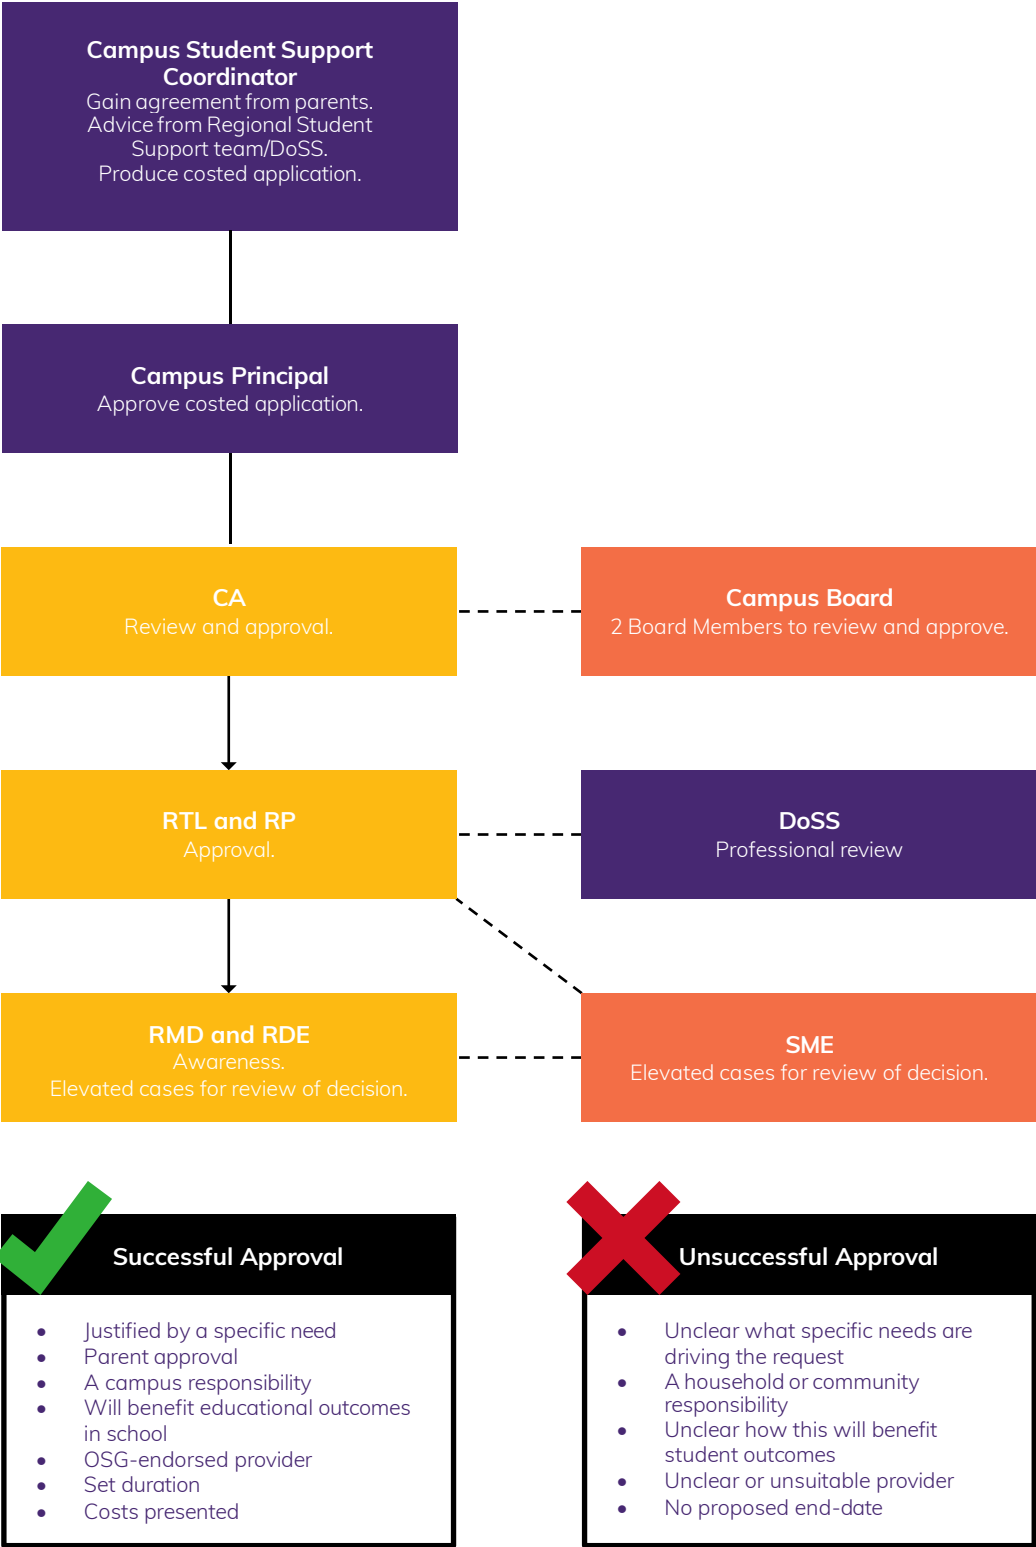 Campus Student Support
Coordinator
Gain agreement from parents.
Advice from Regional Student
Support team/DoSS.
Produce costed application.
Campus Principal
Approve costed application.
CA
Review and approval.
Campus Board
2 Board Members to review and approve.
RTL and RP
Approval.
DoSS
Professional review
RMD and RDE
Awareness.
Elevated cases for review of decision.
SME
Elevated cases for review of decision.
Successful Approval
• Justified by a specific need
• Parent approval
• A campus responsibility
• Will benefit educational outcomes
in school
• OSG-endorsed provider
• Set duration
• Costs presented
Unsuccessful Approval
• Unclear what specific needs are
driving the request
• A household or community
responsibility
• Unclear how this will benefit
student outcomes
• Unclear or unsuitable provider
• No proposed end-date